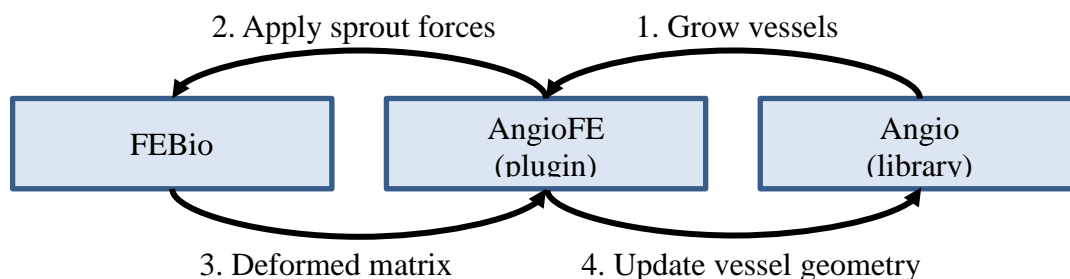 2. Apply sprout forces
1. Grow vessels
FEBio
AngioFE
(plugin)
Angio
(library)
3. Deformed matrix
4. Update vessel geometry